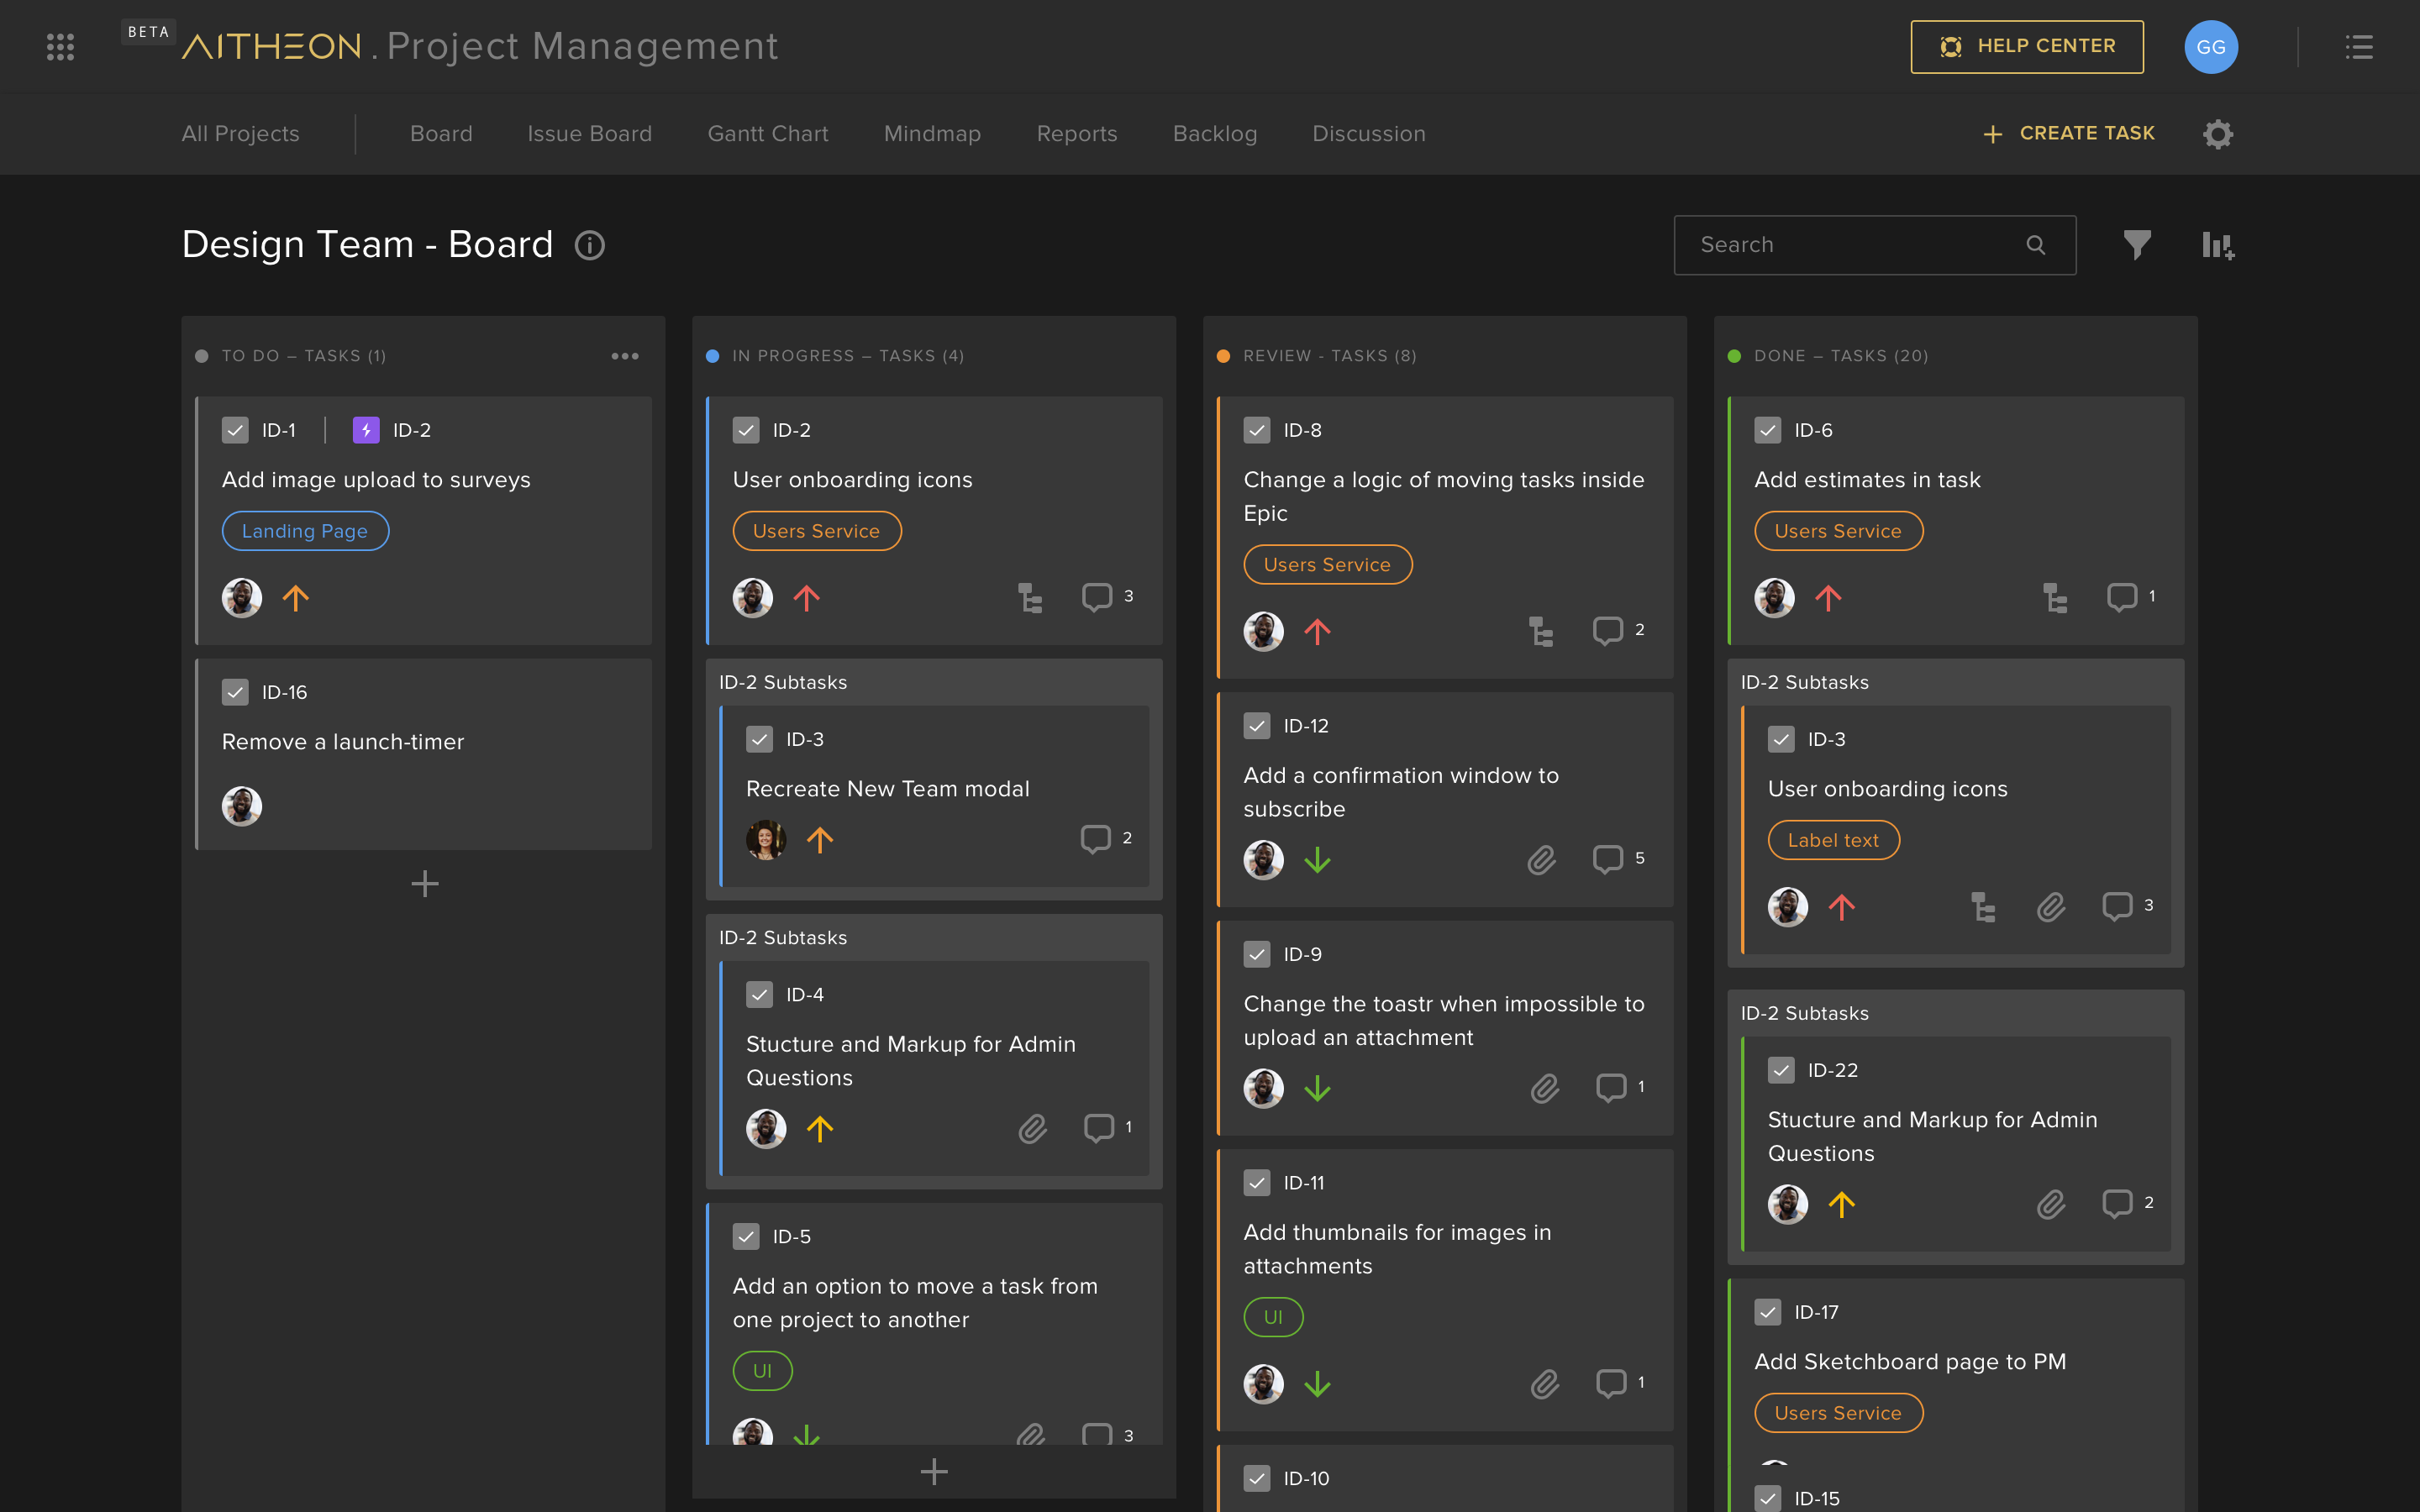 BETA
AITHEON . Project Management
HELP CENTER
GG
All Projects
Board
Issue Board
Gantt Chart
Mindmap
Reports
Backlog
Discussion
CREATE TASK
Design Team - Board
Search
TO DO – TASKS (1)
ID-1
ID-2
Add image upload to surveys
Landing Page
ID-16
Remove a launch-timer
IN PROGRESS – TASKS (4)
ID-2
User onboarding icons
Users Service
3
ID-2 Subtasks
ID-3
Recreate New Team modal
2
ID-2 Subtasks
ID-4
Stucture and Markup for Admin
Questions
1
ID-5
Add an option to move a task from
one project to another
UI
3
REVIEW - TASKS (8)
ID-8
Change a logic of moving tasks inside
Epic
Users Service
2
ID-12
Add a confirmation window to
subscribe
5
ID-9
Change the toastr when impossible to
upload an attachment
1
ID-11
Add thumbnails for images in
attachments
UI
1
ID-10
DONE – TASKS (20)
ID-6
Add estimates in task
Users Service
1
ID-2 Subtasks
ID-3
User onboarding icons
Label text
3
ID-2 Subtasks
ID-22
Stucture and Markup for Admin
Questions
2
ID-17
Add Sketchboard page to PM
Users Service
ID-15